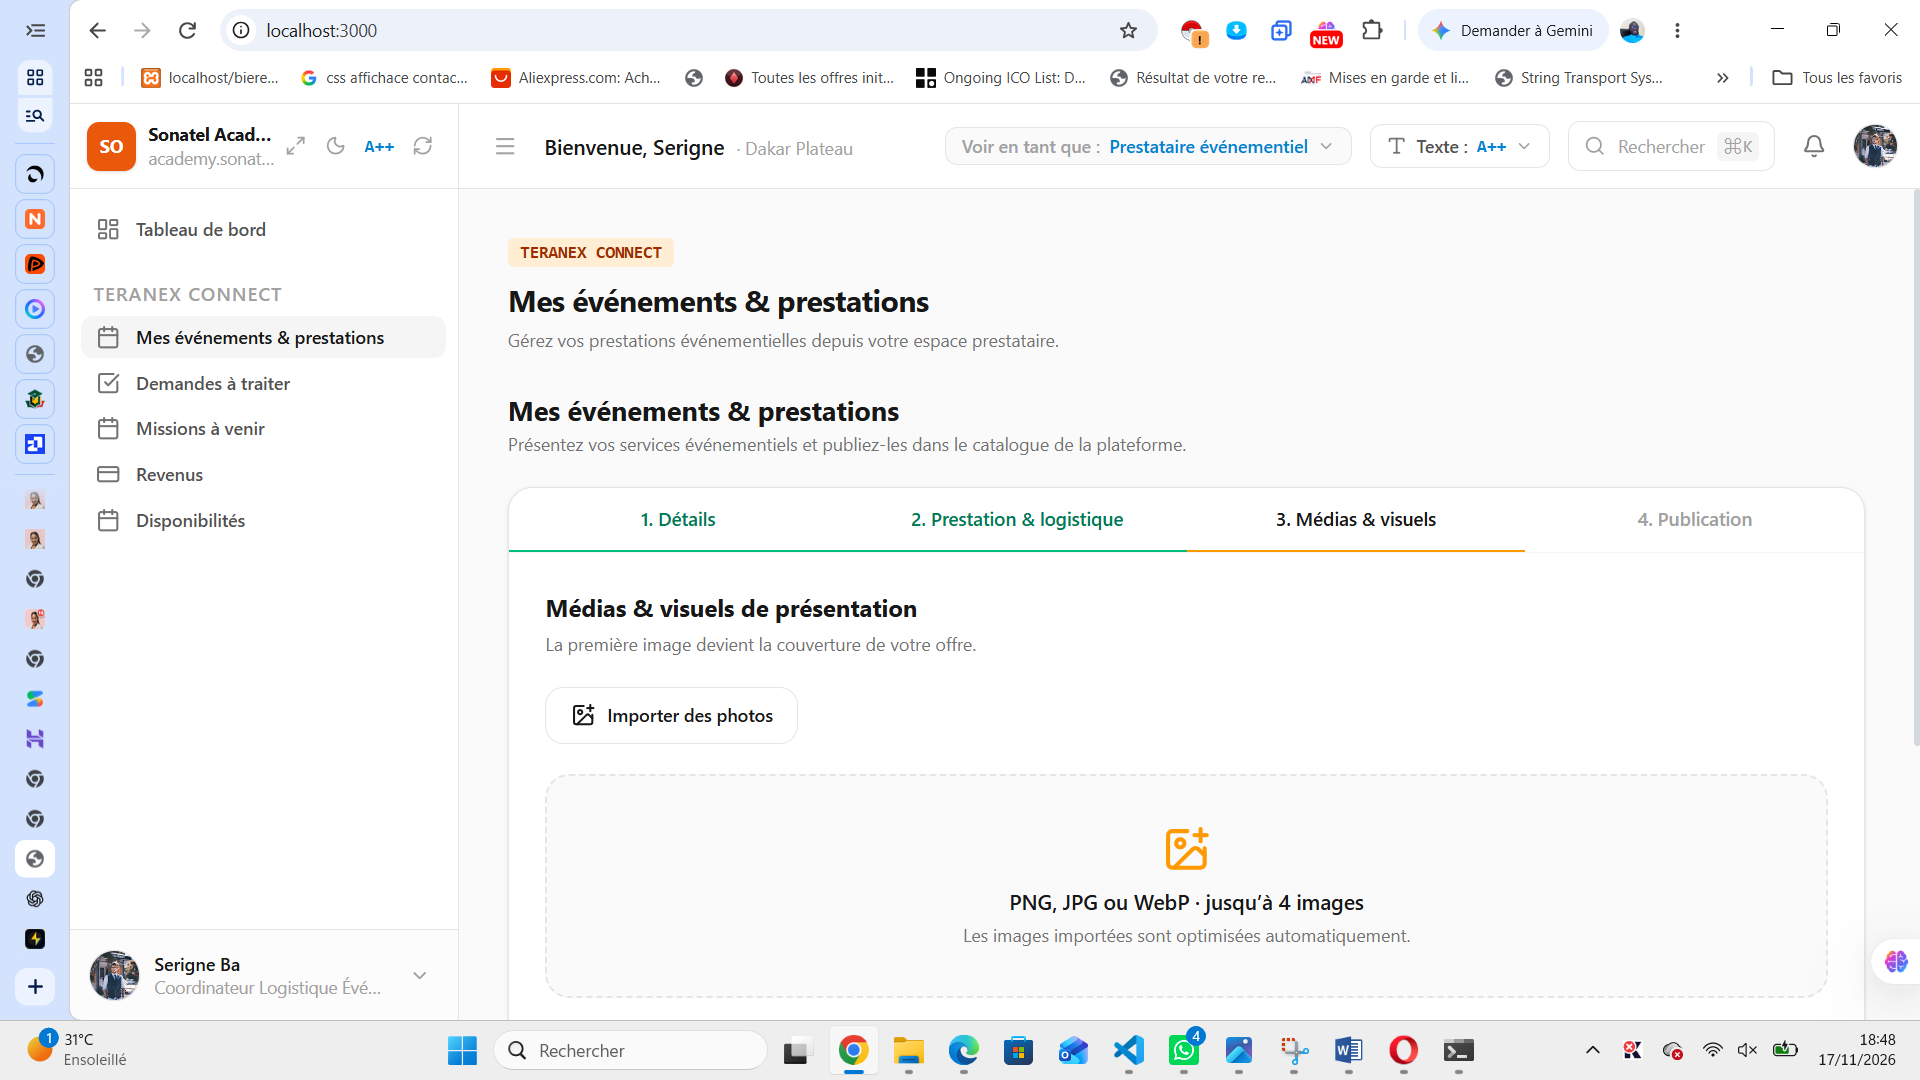 localhost:3000
Demander à Gemini
NEW
localhost/biere...
css affichace contac...
Aliexpress.com: Ach...
Toutes les offres init...
Ongoing ICO List: D...
Résultat de votre re...
Mises en garde et li...
String Transport Sys...
Tous les favoris
SO
Sonatel Acad...
academy.sonat...
A++
Bienvenue, Serigne · Dakar Plateau
Voir en tant que : Prestataire événementiel
Texte : A++
Rechercher ⌘K
Tableau de bord
TERANEX CONNECT
Mes événements & prestations
Demandes à traiter
Missions à venir
Revenus
Disponibilités
Serigne Ba
Coordinateur Logistique Évé...
TERANEX CONNECT
Mes événements & prestations
Gérez vos prestations événementielles depuis votre espace prestataire.
Mes événements & prestations
Présentez vos services événementiels et publiez-les dans le catalogue de la plateforme.
1. Détails
2. Prestation & logistique
3. Médias & visuels
4. Publication
Médias & visuels de présentation
La première image devient la couverture de votre offre.
Importer des photos
PNG, JPG ou WebP · jusqu’à 4 images
Les images importées sont optimisées automatiquement.
1
31°C
Ensoleillé
Rechercher
4
18:48
17/11/2026